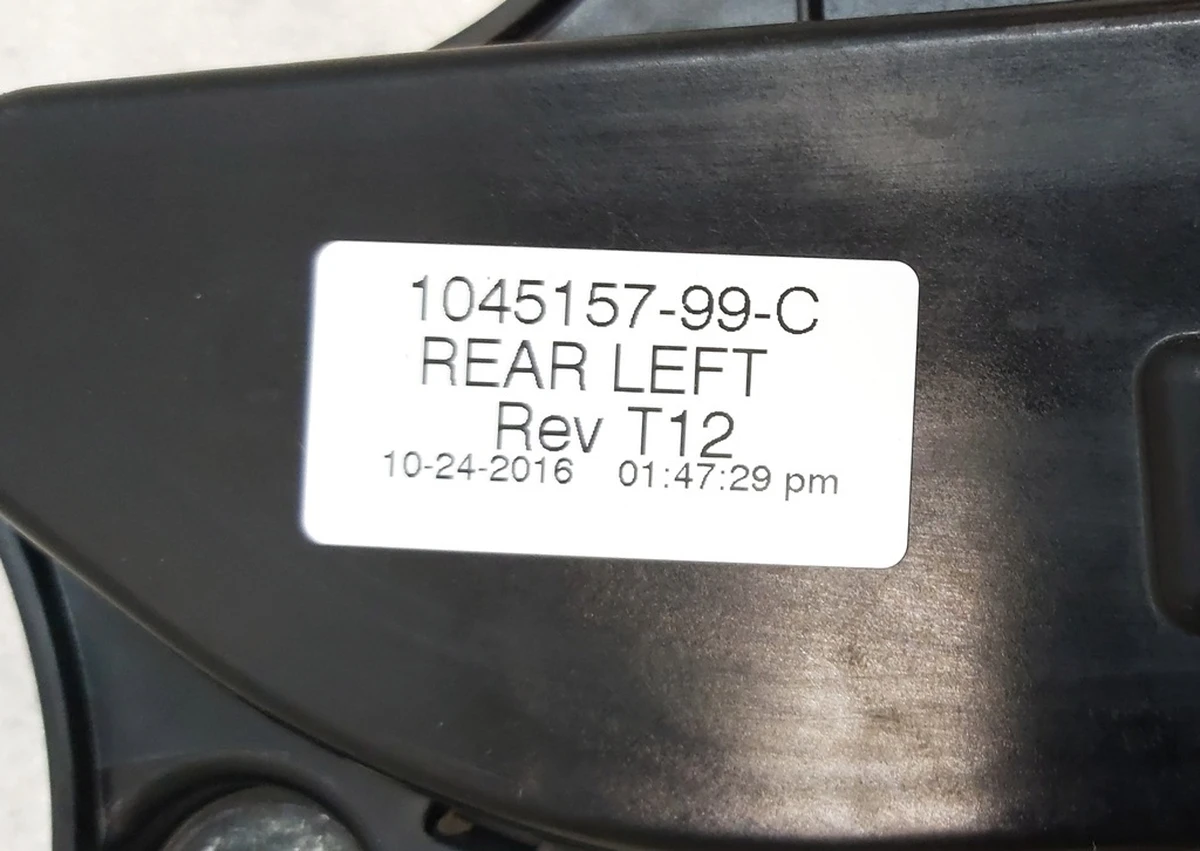 1045157-99-C
REAR LEFT
Rev T12
10-24-2016 01:47:29 pm